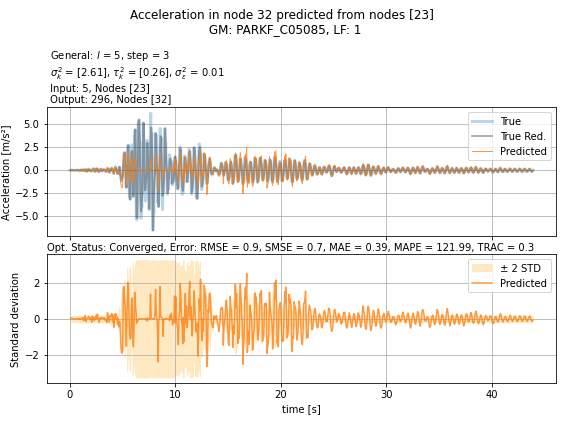 Acceleration in node 32 predicted from nodes [23]
GM: PARKF_C05085, LF: 1
General: l = 5, step = 3
σ²ₖ = [2.61], τ²ₖ = [0.26], σ²ε = 0.01
Input: 5, Nodes [23]
Output: 296, Nodes [32]
Acceleration [m/s²]
5.0
2.5
0.0
−2.5
−5.0
True
True Red.
Predicted
Opt. Status: Converged, Error: RMSE = 0.9, SMSE = 0.7, MAE = 0.39, MAPE = 121.99, TRAC = 0.3
Standard deviation
2
0
−2
± 2 STD
Predicted
0
10
20
30
40
time [s]